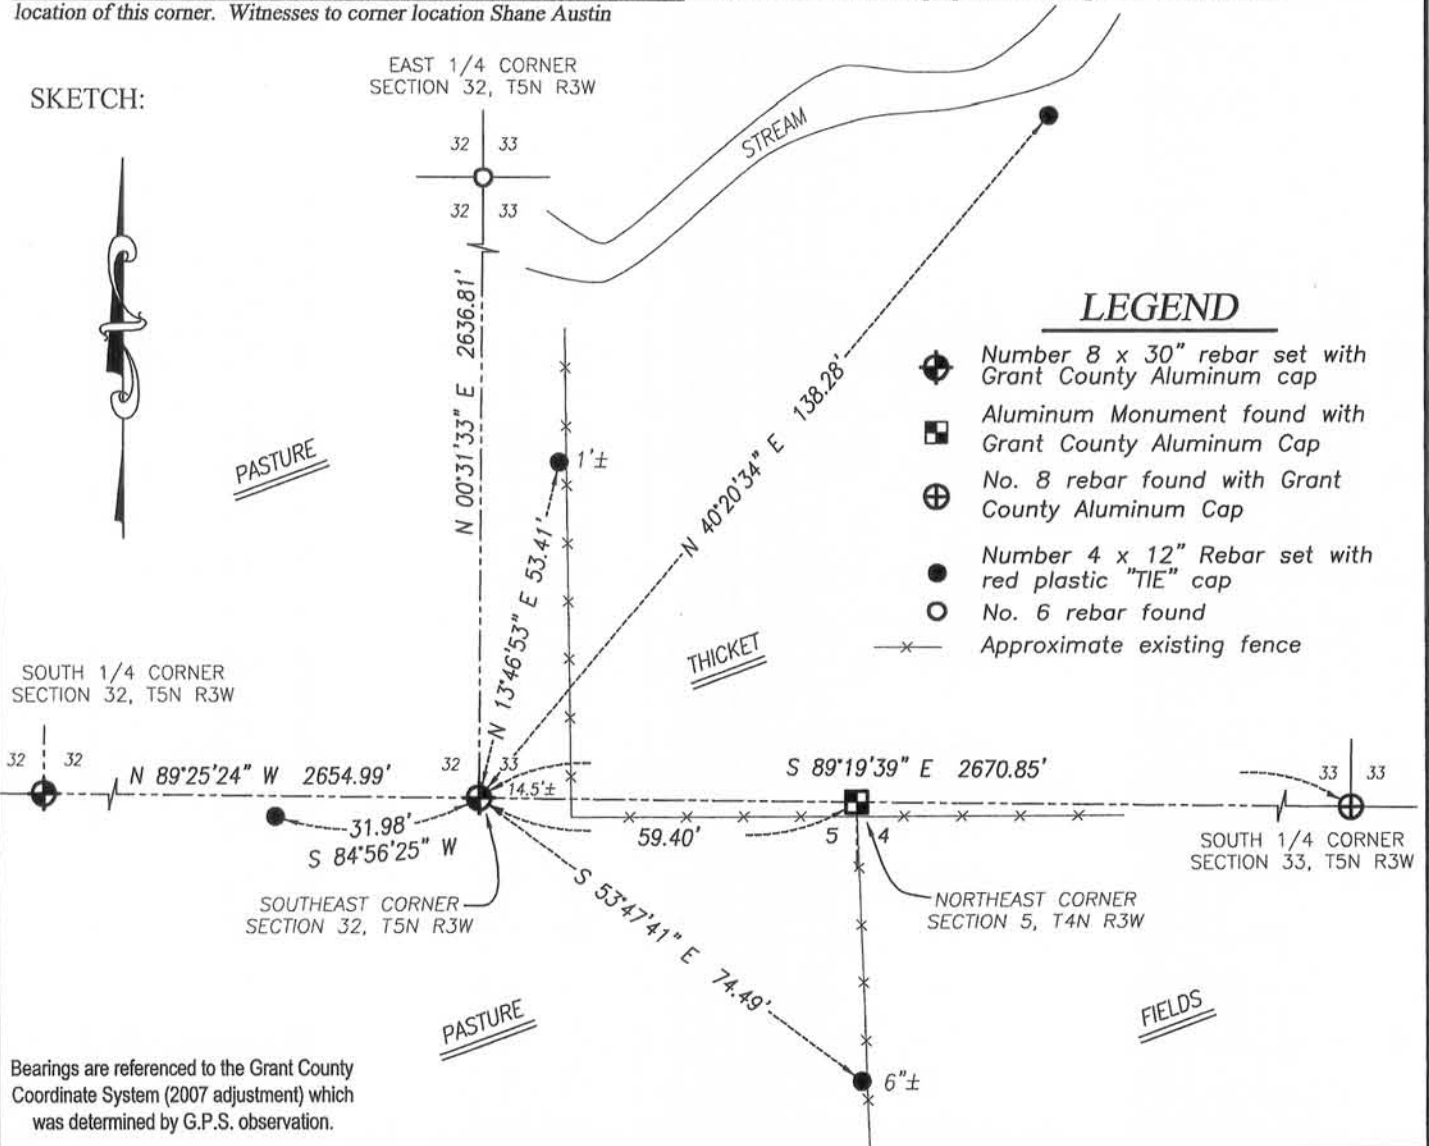 location of this corner. Witnesses to corner location Shane Austin
SKETCH:
EAST 1/4 CORNER
SECTION 32, T5N R3W
32 33
32 33
STREAM
N 00°31'33" E 2636.81'
PASTURE
1'±
N 13°46'53" E 53.41'
N 40°20'34" E 138.28'
THICKET
LEGEND
Number 8 x 30" rebar set with
Grant County Aluminum cap
Aluminum Monument found with
Grant County Aluminum Cap
No. 8 rebar found with Grant
County Aluminum Cap
Number 4 x 12" Rebar set with
red plastic "TIE" cap
No. 6 rebar found
Approximate existing fence
SOUTH 1/4 CORNER
SECTION 32, T5N R3W
32 32
N 89°25'24" W 2654.99'
32 33
14.5'±
S 89°19'39" E 2670.85'
33 33
31.98'
S 84°56'25" W
59.40'
5 4
SOUTH 1/4 CORNER
SECTION 33, T5N R3W
SOUTHEAST CORNER
SECTION 32, T5N R3W
S 53°47'41" E 74.49'
NORTHEAST CORNER
SECTION 5, T4N R3W
PASTURE
FIELDS
6"±
Bearings are referenced to the Grant County
Coordinate System (2007 adjustment) which
was determined by G.P.S. observation.